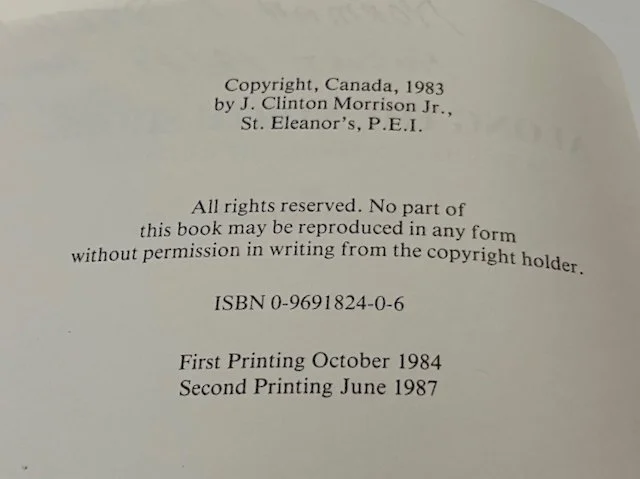 Copyright, Canada, 1983
by J. Clinton Morrison Jr.,
St. Eleanor's, P.E.I.
All rights reserved. No part of
this book may be reproduced in any form
without permission in writing from the copyright holder.
ISBN 0-9691824-0-6
First Printing October 1984
Second Printing June 1987